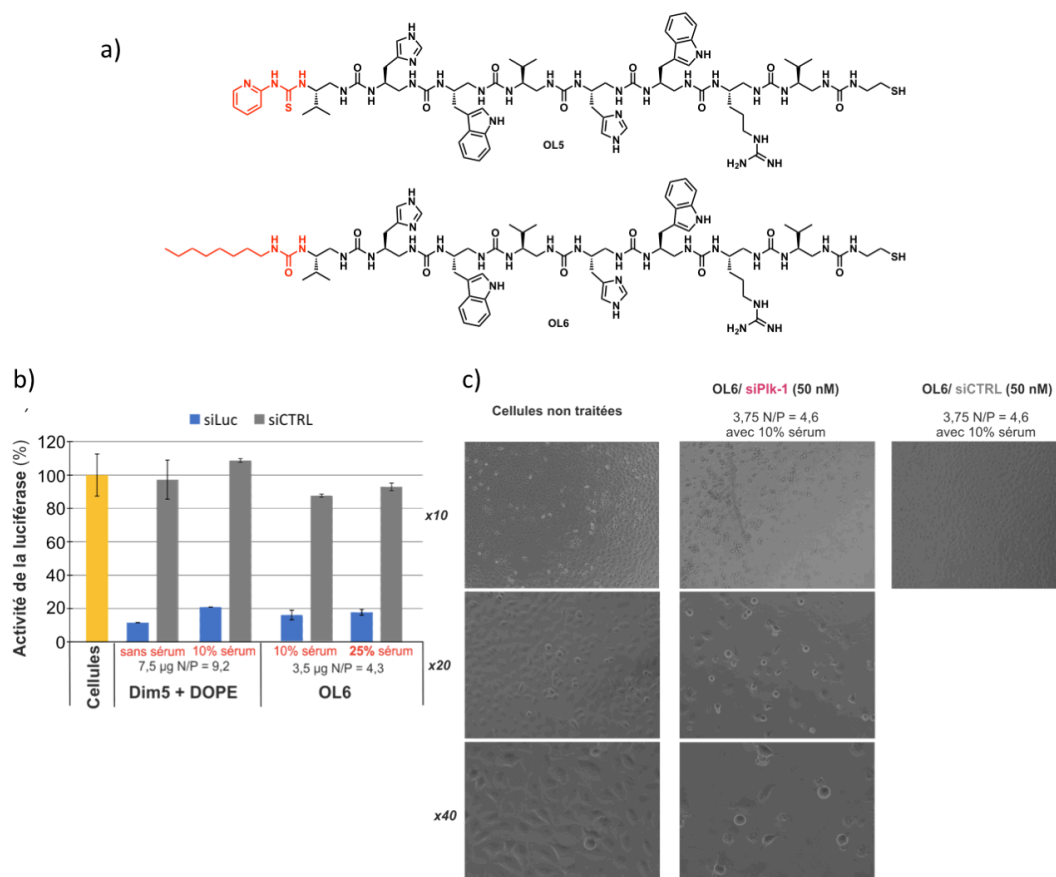 a)
OL5
OL6
b)
siLuc siCTRL
Activité de la luciférase (%)
120
100
80
60
40
20
0
Cellules
sans sérum 10% sérum
7,5 µg N/P = 9,2
Dim5 + DOPE
10% sérum 25% sérum
3,5 µg N/P = 4,3
OL6
c)
Cellules non traitées
OL6/ siPlk-1 (50 nM)
3,75 N/P = 4,6
avec 10% sérum
OL6/ siCTRL (50 nM)
3,75 N/P = 4,6
avec 10% sérum
x10
x20
x40